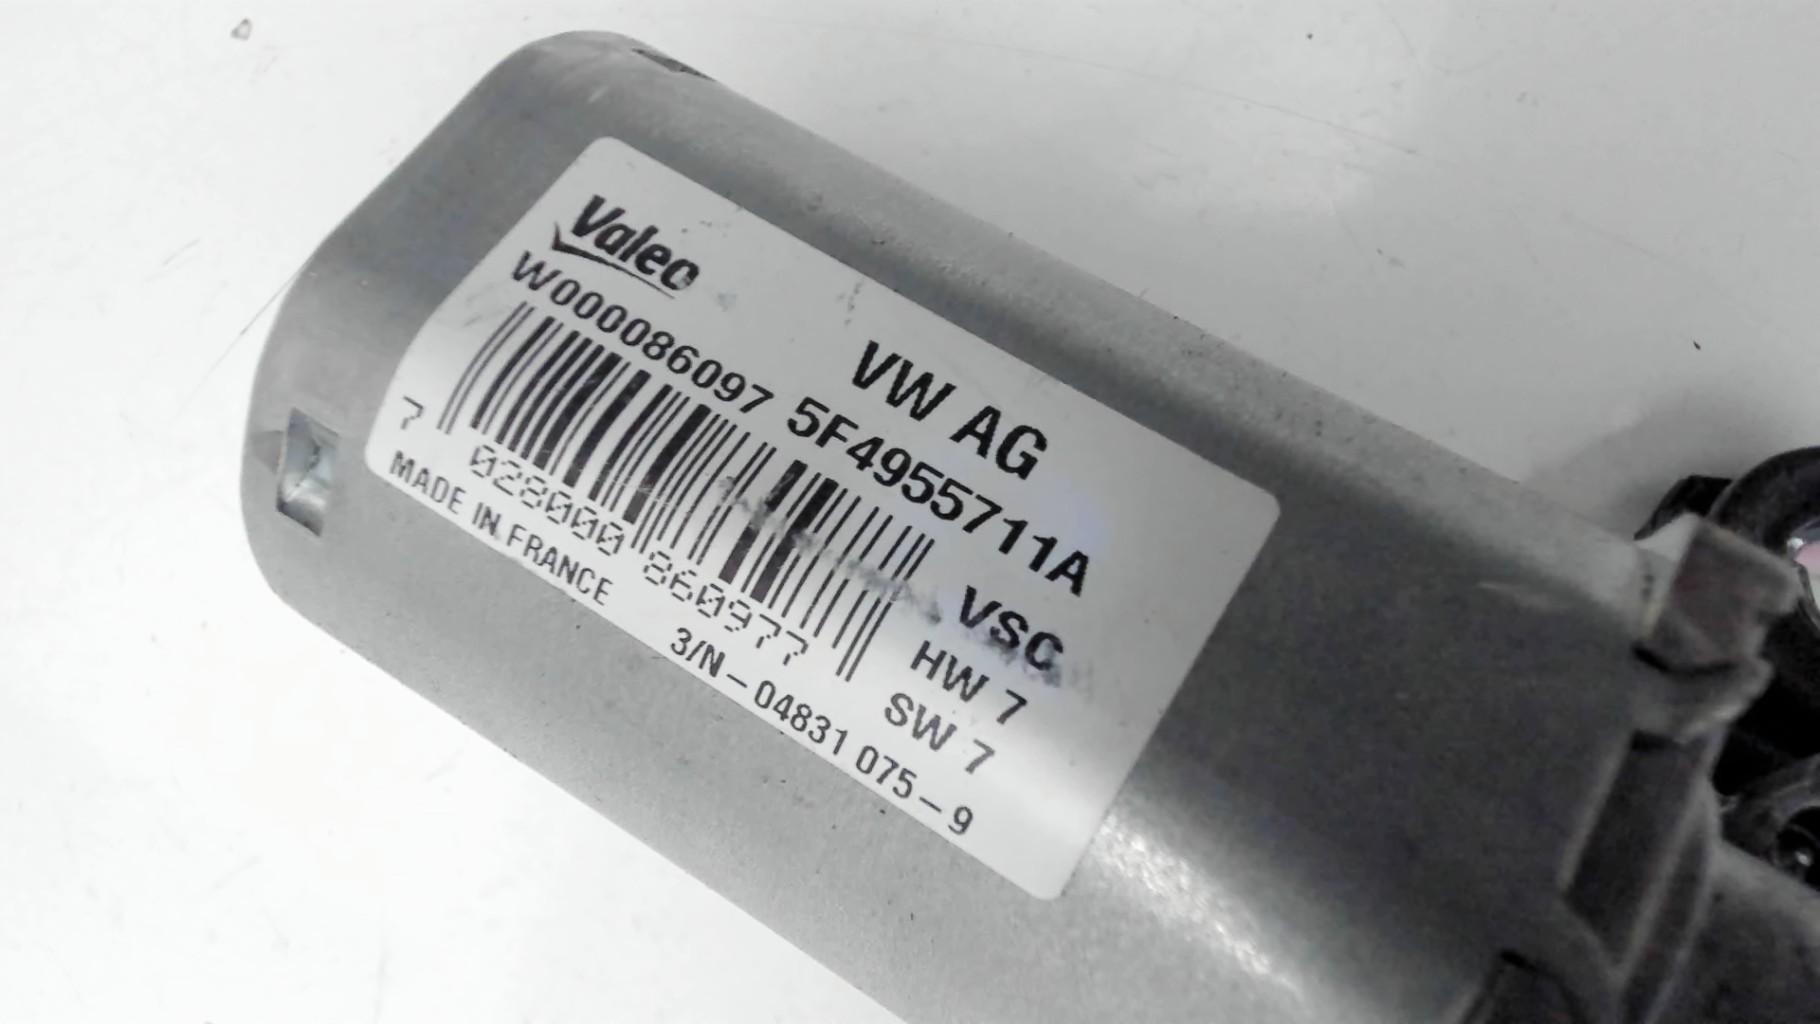 Valeo
VW AG
W000086097 5F4955711A
VSC
HW 7
SW 7
7 028000 860977
MADE IN FRANCE 3/N-04831 075-9